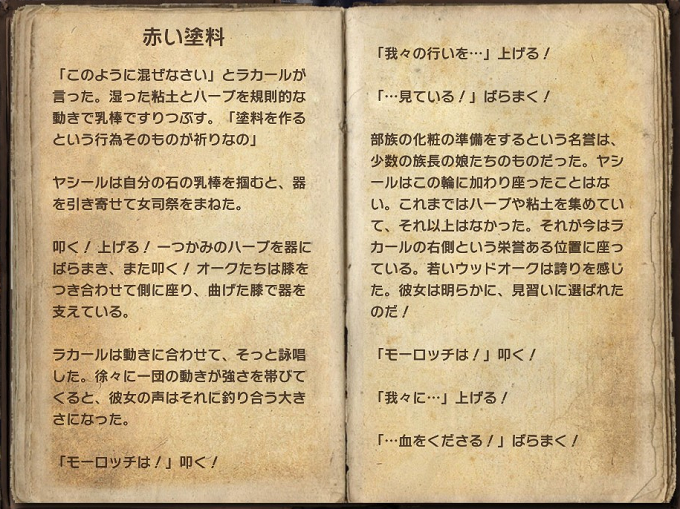 赤い塗料
「このように混ぜなさい」とラカールが
言った。湿った粘土とハーブを規則的な
動きで乳棒ですりつぶす。「塗料を作る
という行為そのものが祈りなの」
ヤシールは自分の石の乳棒を掴むと、器
を引き寄せて女司祭をまねた。
叩く！ 上げる！ 一つかみのハーブを器に
ばらまき、また叩く！ オークたちは膝を
つき合わせて側に座り、曲げた膝で器を
支えている。
ラカールは動きに合わせて、そっと詠唱
した。徐々に一団の動きが強さを帯びて
くると、彼女の声はそれに釣り合う大き
さになった。
「モーロッチは！」叩く！
「我々の行いを…」上げる！
「…見ている！」ばらまく！
部族の化粧の準備をするという名誉は、
少数の族長の娘たちのものだった。ヤシ
ールはこの輪に加わり座ったことはな
い。これまではハーブや粘土を集めてい
て、それ以上はなかった。それが今はラ
カールの右側という栄誉ある位置に座っ
ている。若いウッドオークは誇りを感じ
た。彼女は明らかに、見習いに選ばれた
のだ！
「モーロッチは！」叩く！
「我々に…」上げる！
「…血をくださる！」ばらまく！